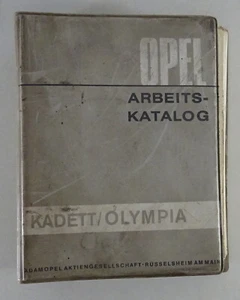 OPEL
ARBEITS-
KATALOG
KADETT/OLYMPIA
ADAM OPEL AKTIENGESELLSCHAFT · RÜSSELSHEIM AM MAIN